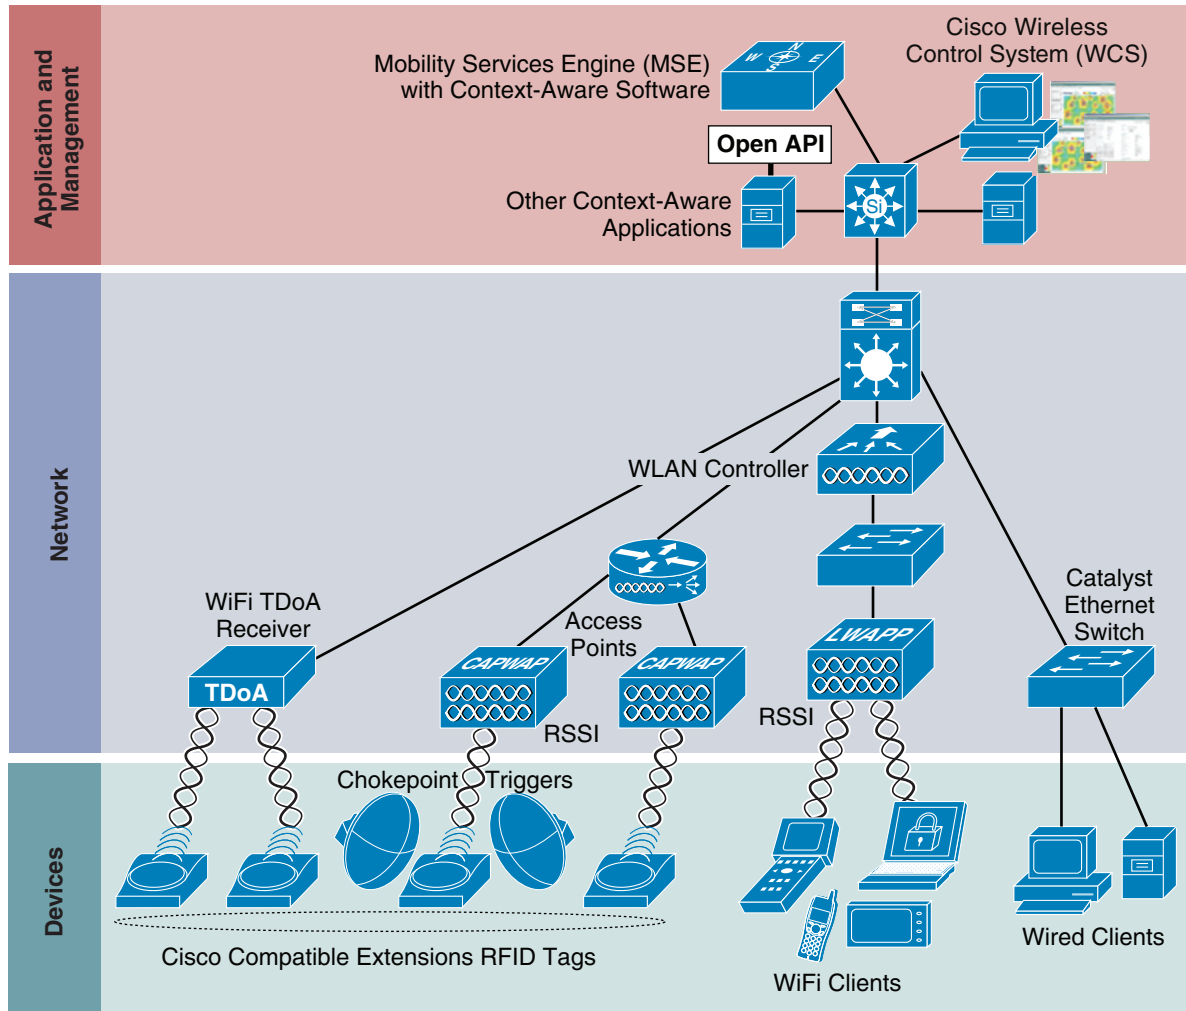 Application and
Management
Cisco Wireless
Control System (WCS)
Mobility Services Engine (MSE)
with Context-Aware Software
N
W
E
S
Open API
Other Context-Aware
Applications
Si
Network
WLAN Controller
WiFi TDoA
Receiver
Access
Points
Catalyst
Ethernet
Switch
TDoA
CAPWAP
CAPWAP
LWAPP
RSSI
RSSI
Devices
Chokepoint
Triggers
Cisco Compatible Extensions RFID Tags
WiFi Clients
Wired Clients